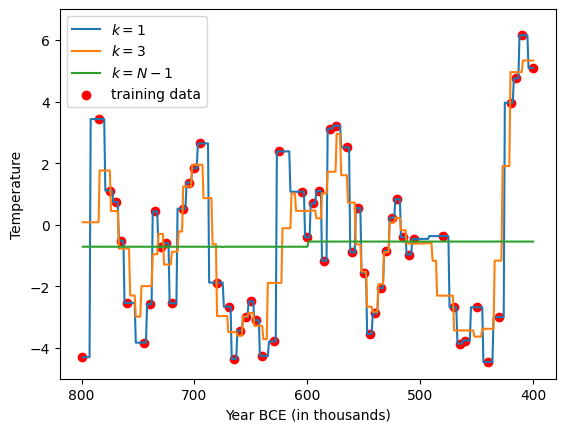 k = 1
k = 3
k = N − 1
training data
6
4
2
0
−2
−4
Temperature
800
700
600
500
400
Year BCE (in thousands)